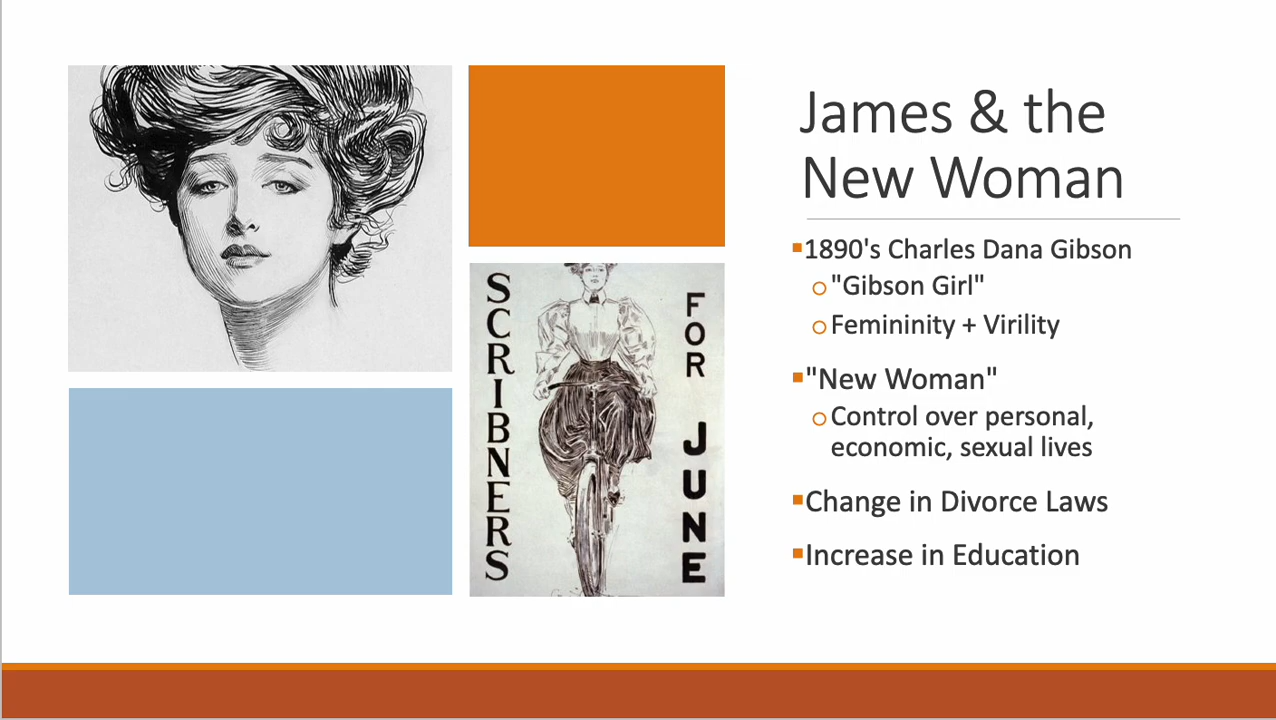 James & the
New Woman
1890's Charles Dana Gibson
"Gibson Girl"
Femininity + Virility
"New Woman"
Control over personal,
economic, sexual lives
Change in Divorce Laws
Increase in Education
SCRIBNERS
FOR JUNE